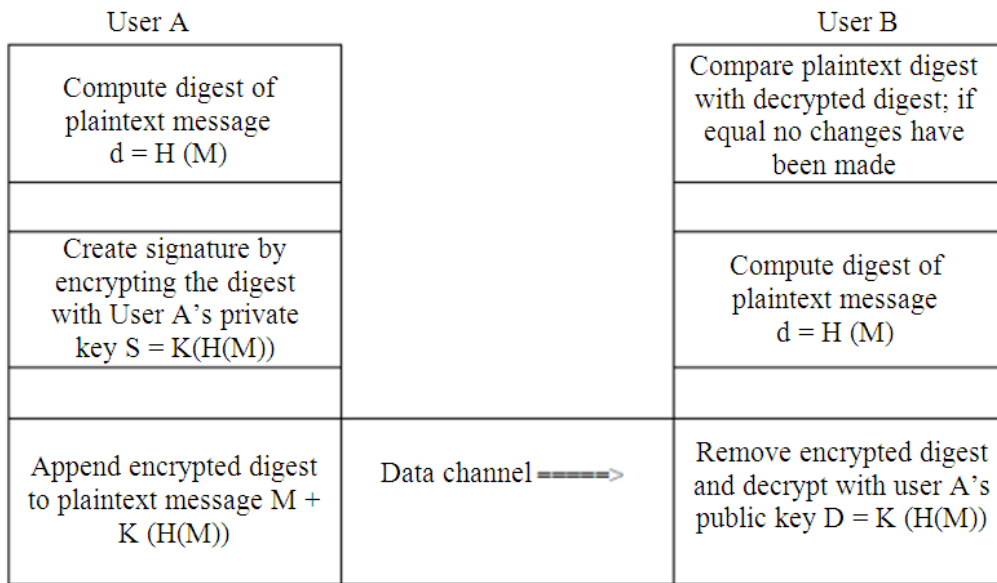 User A
Compute digest of
plaintext message
d = H (M)
Create signature by
encrypting the digest
with User A's private
key S = K(H(M))
Append encrypted digest
to plaintext message M +
K (H(M))
Data channel =====>
User B
Compare plaintext digest
with decrypted digest; if
equal no changes have
been made
Compute digest of
plaintext message
d = H (M)
Remove encrypted digest
and decrypt with user A's
public key D = K (H(M))